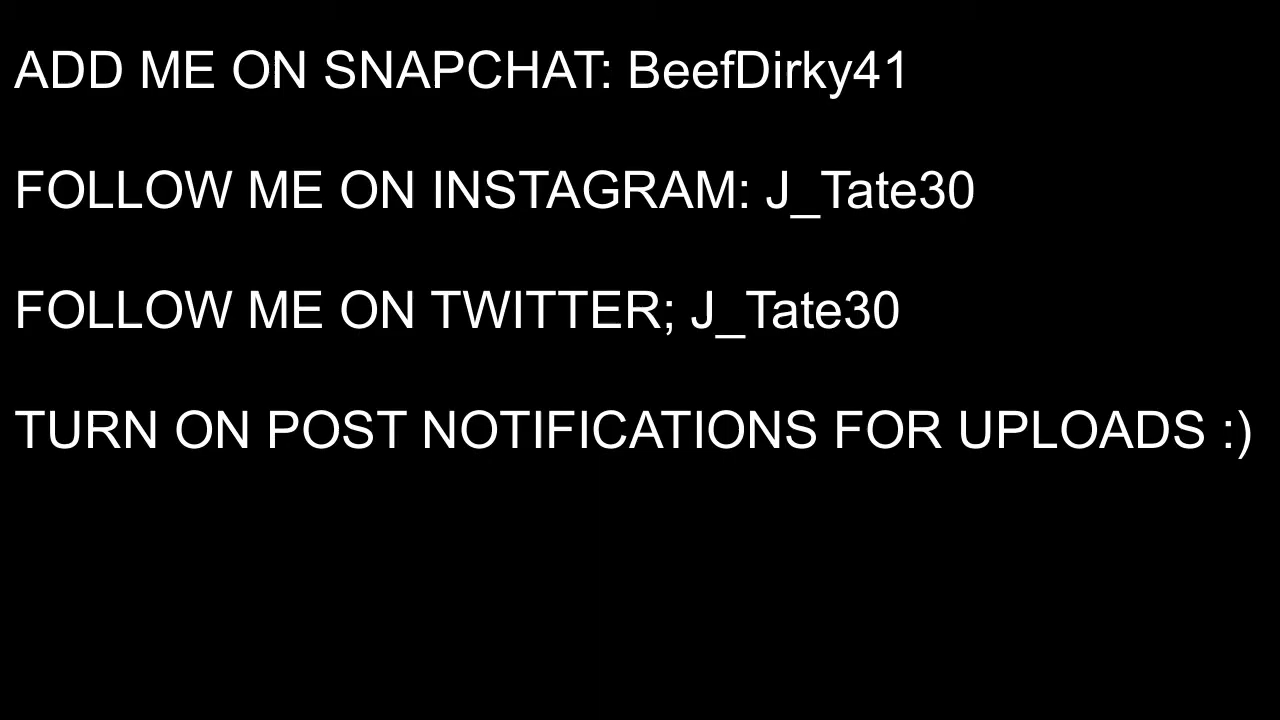 ADD ME ON SNAPCHAT: BeefDirky41
FOLLOW ME ON INSTAGRAM: J_Tate30
FOLLOW ME ON TWITTER; J_Tate30
TURN ON POST NOTIFICATIONS FOR UPLOADS :)